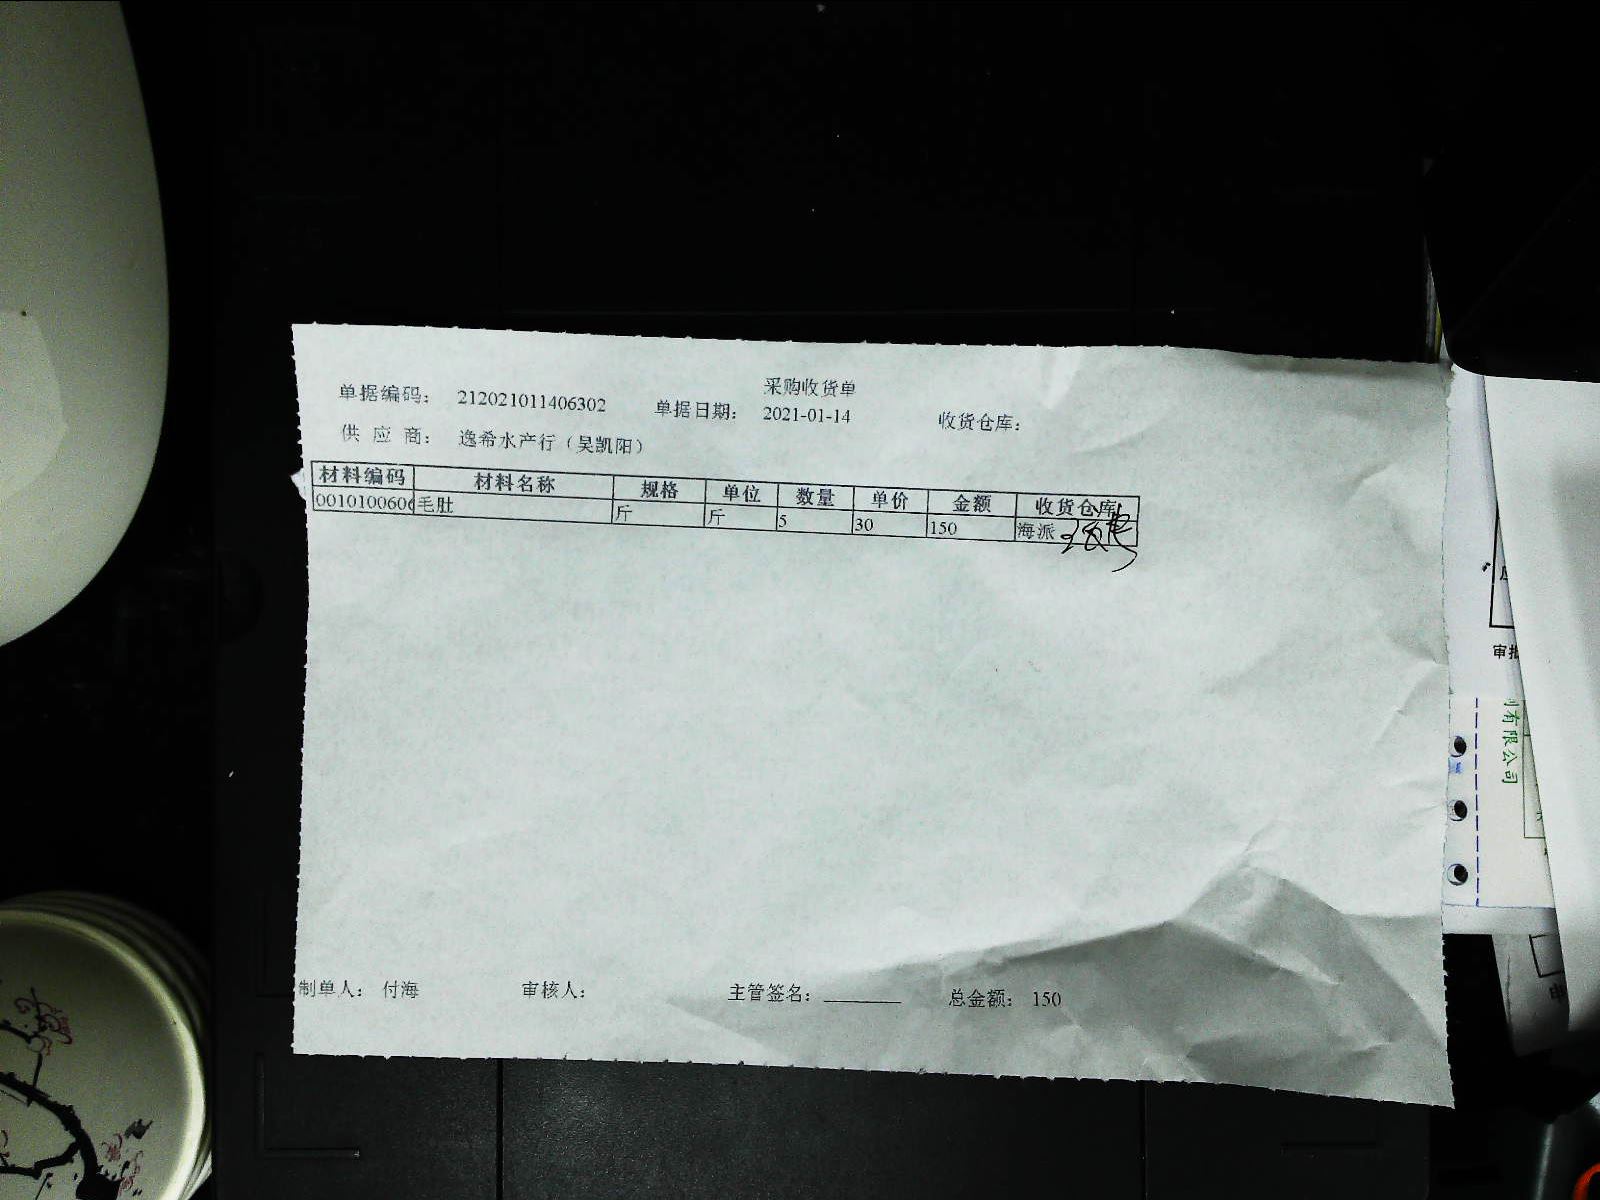 采购收货单
单据编码： 212021011406302 单据日期： 2021-01-14 收货仓库：
供 应 商： 逸希水产行（吴凯阳）
材料编码 材料名称 规格 单位 数量 单价 金额 收货仓库
0010100606 毛肚 斤 斤 5 30 150 海派
制单人： 付海 审核人： 主管签名： 总金额： 150
审批
有限公司